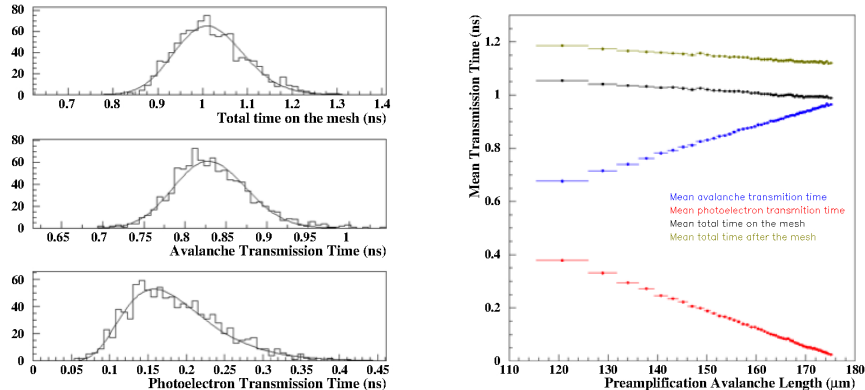 80
60
40
20
0
0.7 0.8 0.9 1 1.1 1.2 1.3 1.4
Total time on the mesh (ns)
80
60
40
20
0
0.65 0.7 0.75 0.8 0.85 0.9 0.95 1
Avalanche Transmission Time (ns)
60
40
20
0
0 0.05 0.1 0.15 0.2 0.25 0.3 0.35 0.4 0.45
Photoelectron Transmission Time (ns)
Mean Transmission Time (ns)
1.2
1
0.8
0.6
0.4
0.2
0
Mean avalanche transmition time
Mean photoelectron transmition time
Mean total time on the mesh
Mean total time after the mesh
110 120 130 140 150 160 170 180
Preamplification Avalanche Length (μm)